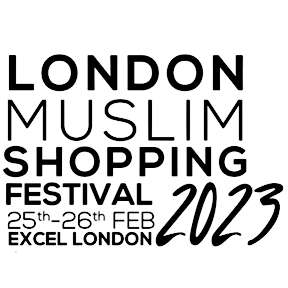 LONDON
MUSLIM
SHOPPING
FESTIVAL
25th-26th FEB
EXCEL LONDON
2023